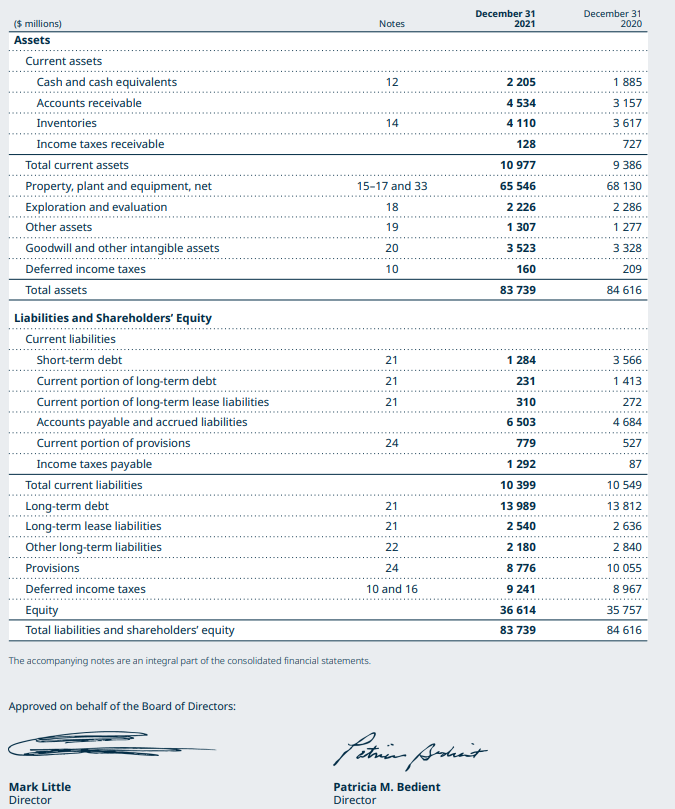 ($ millions) Notes December 31 2021 December 31 2020
Assets
Current assets
Cash and cash equivalents 12 2 205 1 885
Accounts receivable 4 534 3 157
Inventories 14 4 110 3 617
Income taxes receivable 128 727
Total current assets 10 977 9 386
Property, plant and equipment, net 15–17 and 33 65 546 68 130
Exploration and evaluation 18 2 226 2 286
Other assets 19 1 307 1 277
Goodwill and other intangible assets 20 3 523 3 328
Deferred income taxes 10 160 209
Total assets 83 739 84 616
Liabilities and Shareholders’ Equity
Current liabilities
Short-term debt 21 1 284 3 566
Current portion of long-term debt 21 231 1 413
Current portion of long-term lease liabilities 21 310 272
Accounts payable and accrued liabilities 6 503 4 684
Current portion of provisions 24 779 527
Income taxes payable 1 292 87
Total current liabilities 10 399 10 549
Long-term debt 21 13 989 13 812
Long-term lease liabilities 21 2 540 2 636
Other long-term liabilities 22 2 180 2 840
Provisions 24 8 776 10 055
Deferred income taxes 10 and 16 9 241 8 967
Equity 36 614 35 757
Total liabilities and shareholders’ equity 83 739 84 616
The accompanying notes are an integral part of the consolidated financial statements.
Approved on behalf of the Board of Directors:
Patricia Bedient
Mark Little Patricia M. Bedient
Director Director